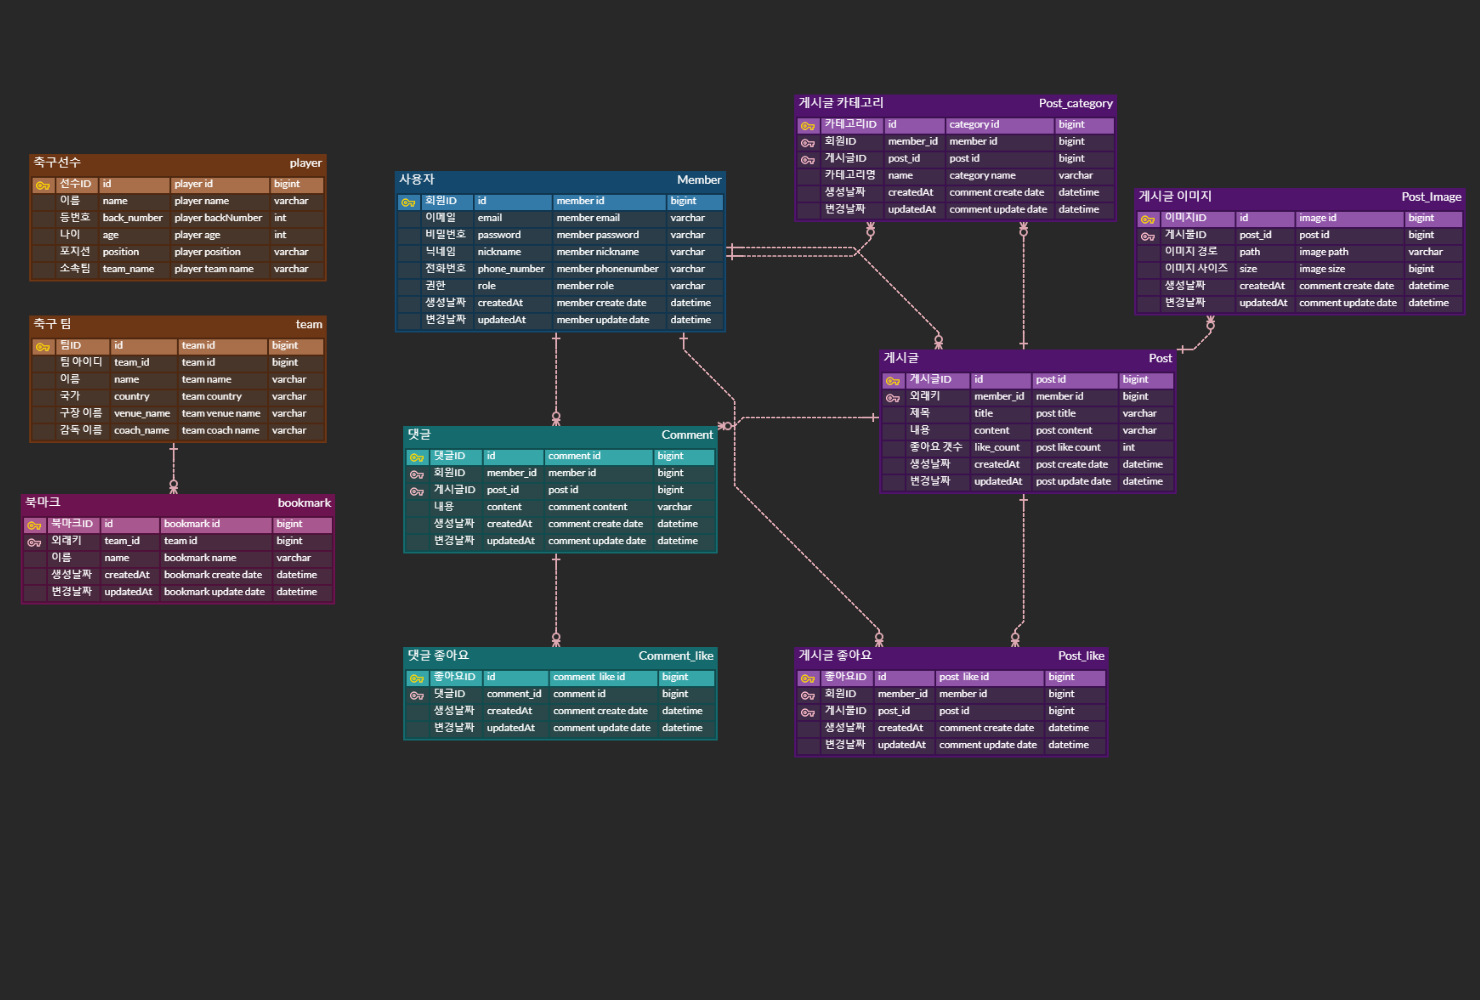 축구선수 player
선수ID id player id bigint
이름 name player name varchar
등번호 back_number player backNumber int
나이 age player age int
포지션 position player position varchar
소속팀 team_name player team name varchar
축구 팀 team
팀ID id team id bigint
팀 아이디 team_id team id bigint
이름 name team name varchar
국가 country team country varchar
구장 이름 venue_name team venue name varchar
감독 이름 coach_name team coach name varchar
북마크 bookmark
북마크ID id bookmark id bigint
외래키 team_id team id bigint
이름 name bookmark name varchar
생성날짜 createdAt bookmark create date datetime
변경날짜 updatedAt bookmark update date datetime
사용자 Member
회원ID id member id bigint
이메일 email member email varchar
비밀번호 password member password varchar
닉네임 nickname member nickname varchar
전화번호 phone_number member phonenumber varchar
권한 role member role varchar
생성날짜 createdAt member create date datetime
변경날짜 updatedAt member update date datetime
댓글 Comment
댓글ID id comment id bigint
회원ID member_id member id bigint
게시글ID post_id post id bigint
내용 content comment content varchar
생성날짜 createdAt comment create date datetime
변경날짜 updatedAt comment update date datetime
댓글 좋아요 Comment_like
좋아요ID id comment like id bigint
댓글ID comment_id comment id bigint
생성날짜 createdAt comment create date datetime
변경날짜 updatedAt comment update date datetime
게시글 카테고리 Post_category
카테고리ID id category id bigint
회원ID member_id member id bigint
게시글ID post_id post id bigint
카테고리명 name category name varchar
생성날짜 createdAt comment create date datetime
변경날짜 updatedAt comment update date datetime
게시글 이미지 Post_Image
이미지ID id image id bigint
게시물ID post_id post id bigint
이미지 경로 path image path varchar
이미지 사이즈 size image size bigint
생성날짜 createdAt comment create date datetime
변경날짜 updatedAt comment update date datetime
게시글 Post
게시글ID id post id bigint
외래키 member_id member id bigint
제목 title post title varchar
내용 content post content varchar
좋아요 갯수 like_count post like count int
생성날짜 createdAt post create date datetime
변경날짜 updatedAt post update date datetime
게시글 좋아요 Post_like
좋아요ID id post like id bigint
회원ID member_id member id bigint
게시물ID post_id post id bigint
생성날짜 createdAt comment create date datetime
변경날짜 updatedAt comment update date datetime